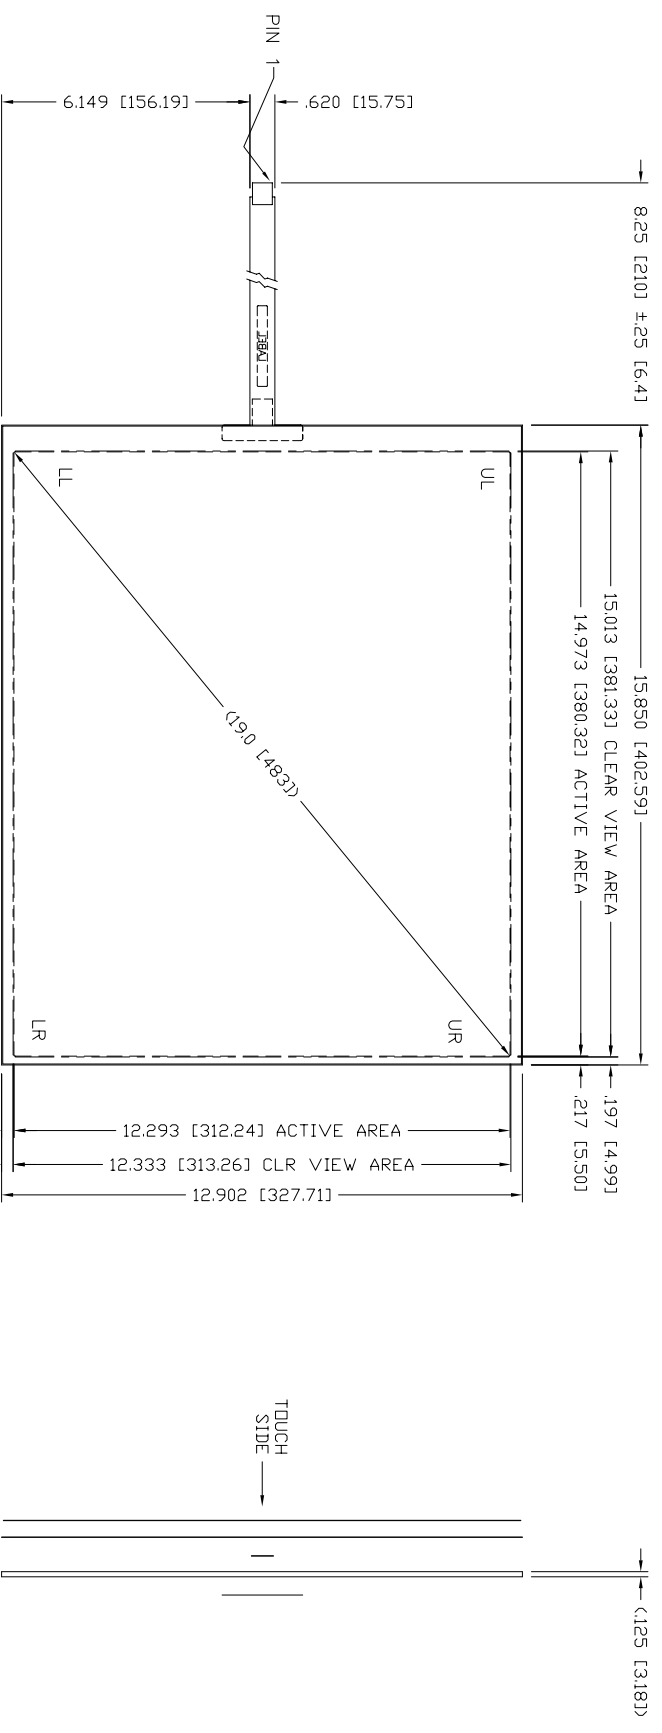 PIN 1
6.149 [156.19]
.620 [15.75]
8.25 [210] ±.25 [6.4]
LABEL
LL
UL
15.850 [402.59]
15.013 [381.33] CLEAR VIEW AREA
14.973 [380.32] ACTIVE AREA
(19.0 [483])
LR
UR
.197 [4.99]
.217 [5.50]
12.293 [312.24] ACTIVE AREA
12.333 [313.26] CLR VIEW AREA
12.902 [327.71]
TOUCH
SIDE
(.125 [3.18])